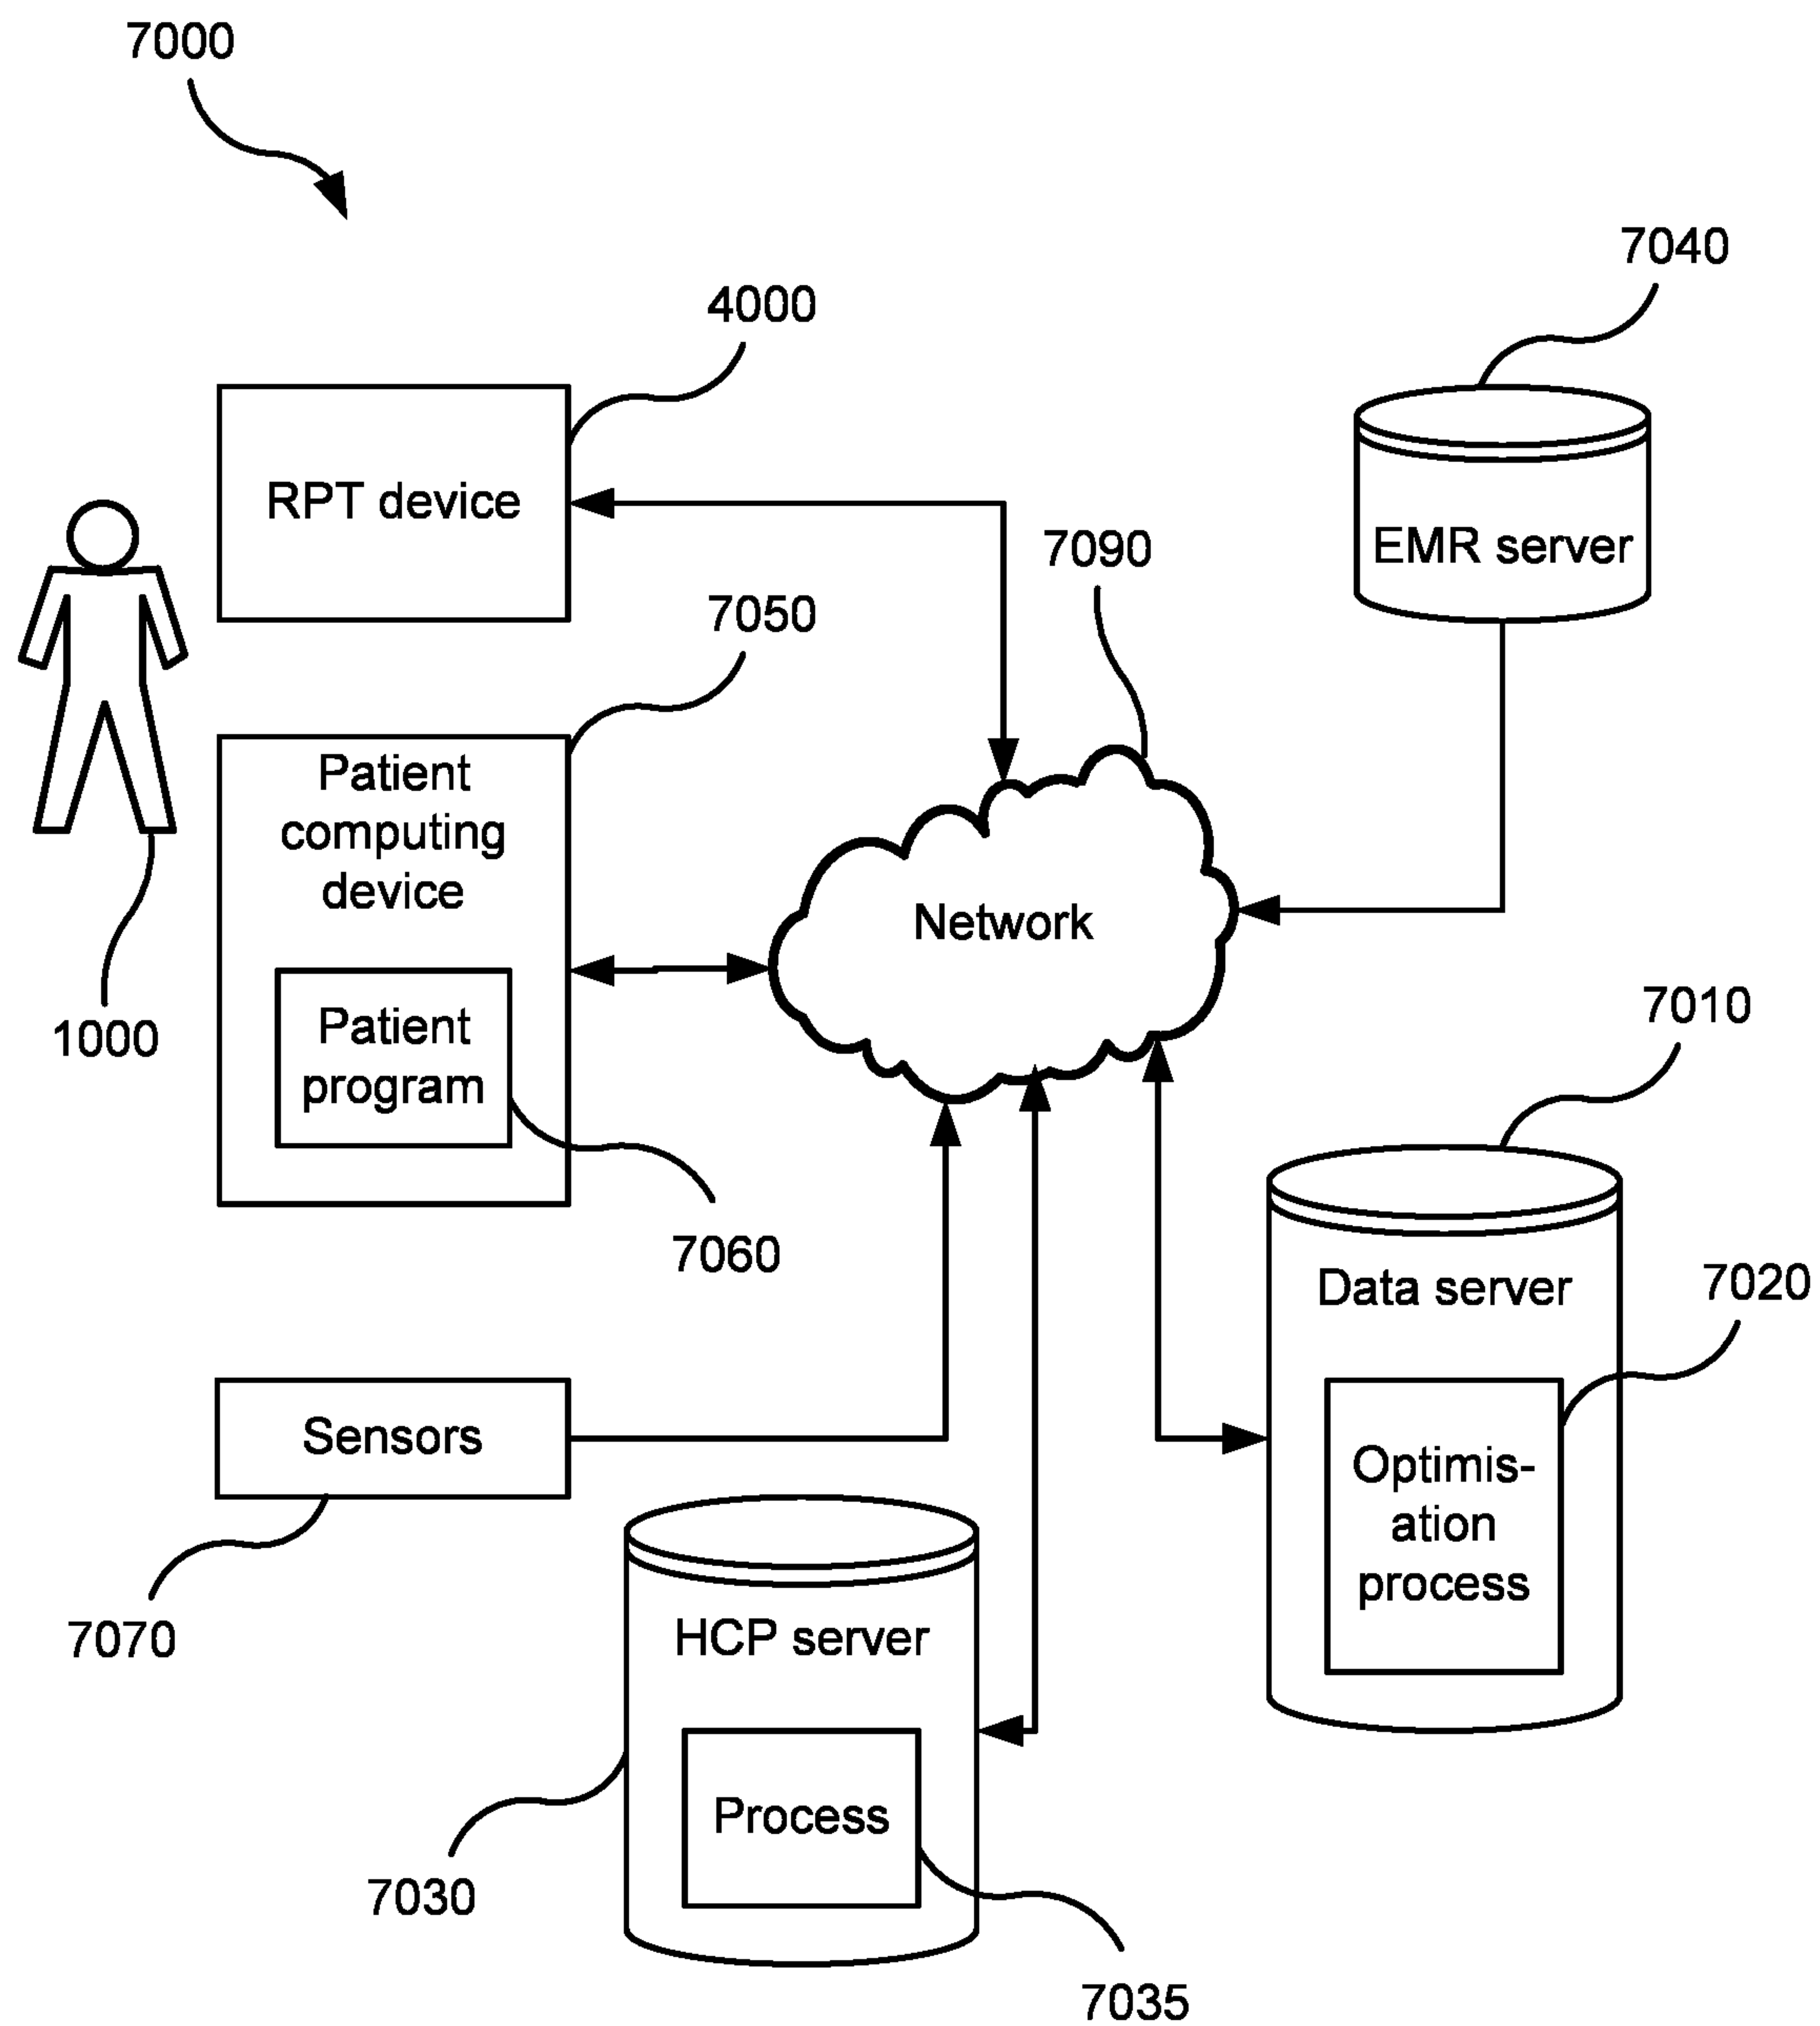 7000
7040
4000
RPT device
EMR server
7090
7050
Patient
computing
device
Network
7010
1000
Patient
program
7060
Data server
7020
Sensors
Optimis-
ation
process
7070
HCP server
Process
7030
7035